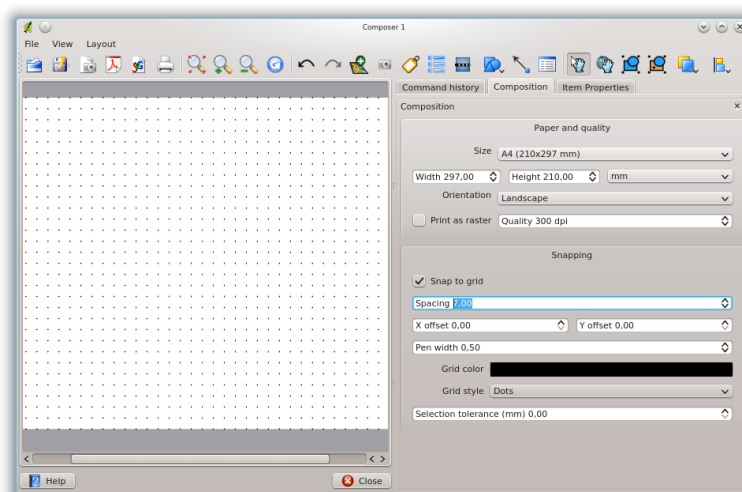 Composer 1
File View Layout
Command history Composition Item Properties
Composition
Paper and quality
Size A4 (210x297 mm)
Width 297,00 Height 210,00 mm
Orientation Landscape
Print as raster Quality 300 dpi
Snapping
Snap to grid
Spacing 7,00
X offset 0,00 Y offset 0,00
Pen width 0,50
Grid color
Grid style Dots
Selection tolerance (mm) 0,00
Help Close